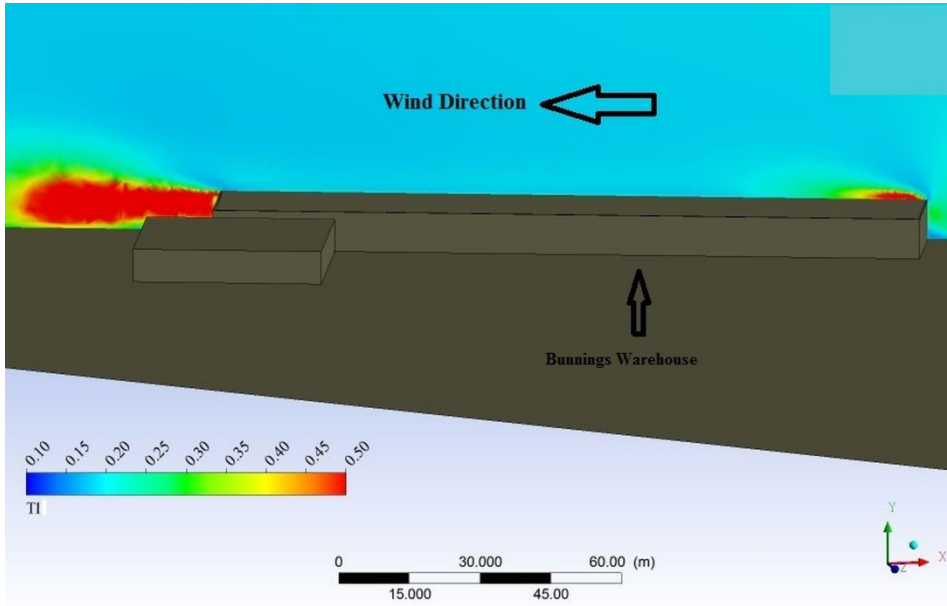 Wind Direction
Bunnings Warehouse
0.10 0.15 0.20 0.25 0.30 0.35 0.40 0.45 0.50
TI
0 30.000 60.00 (m)
15.000 45.00
Y
X
Z